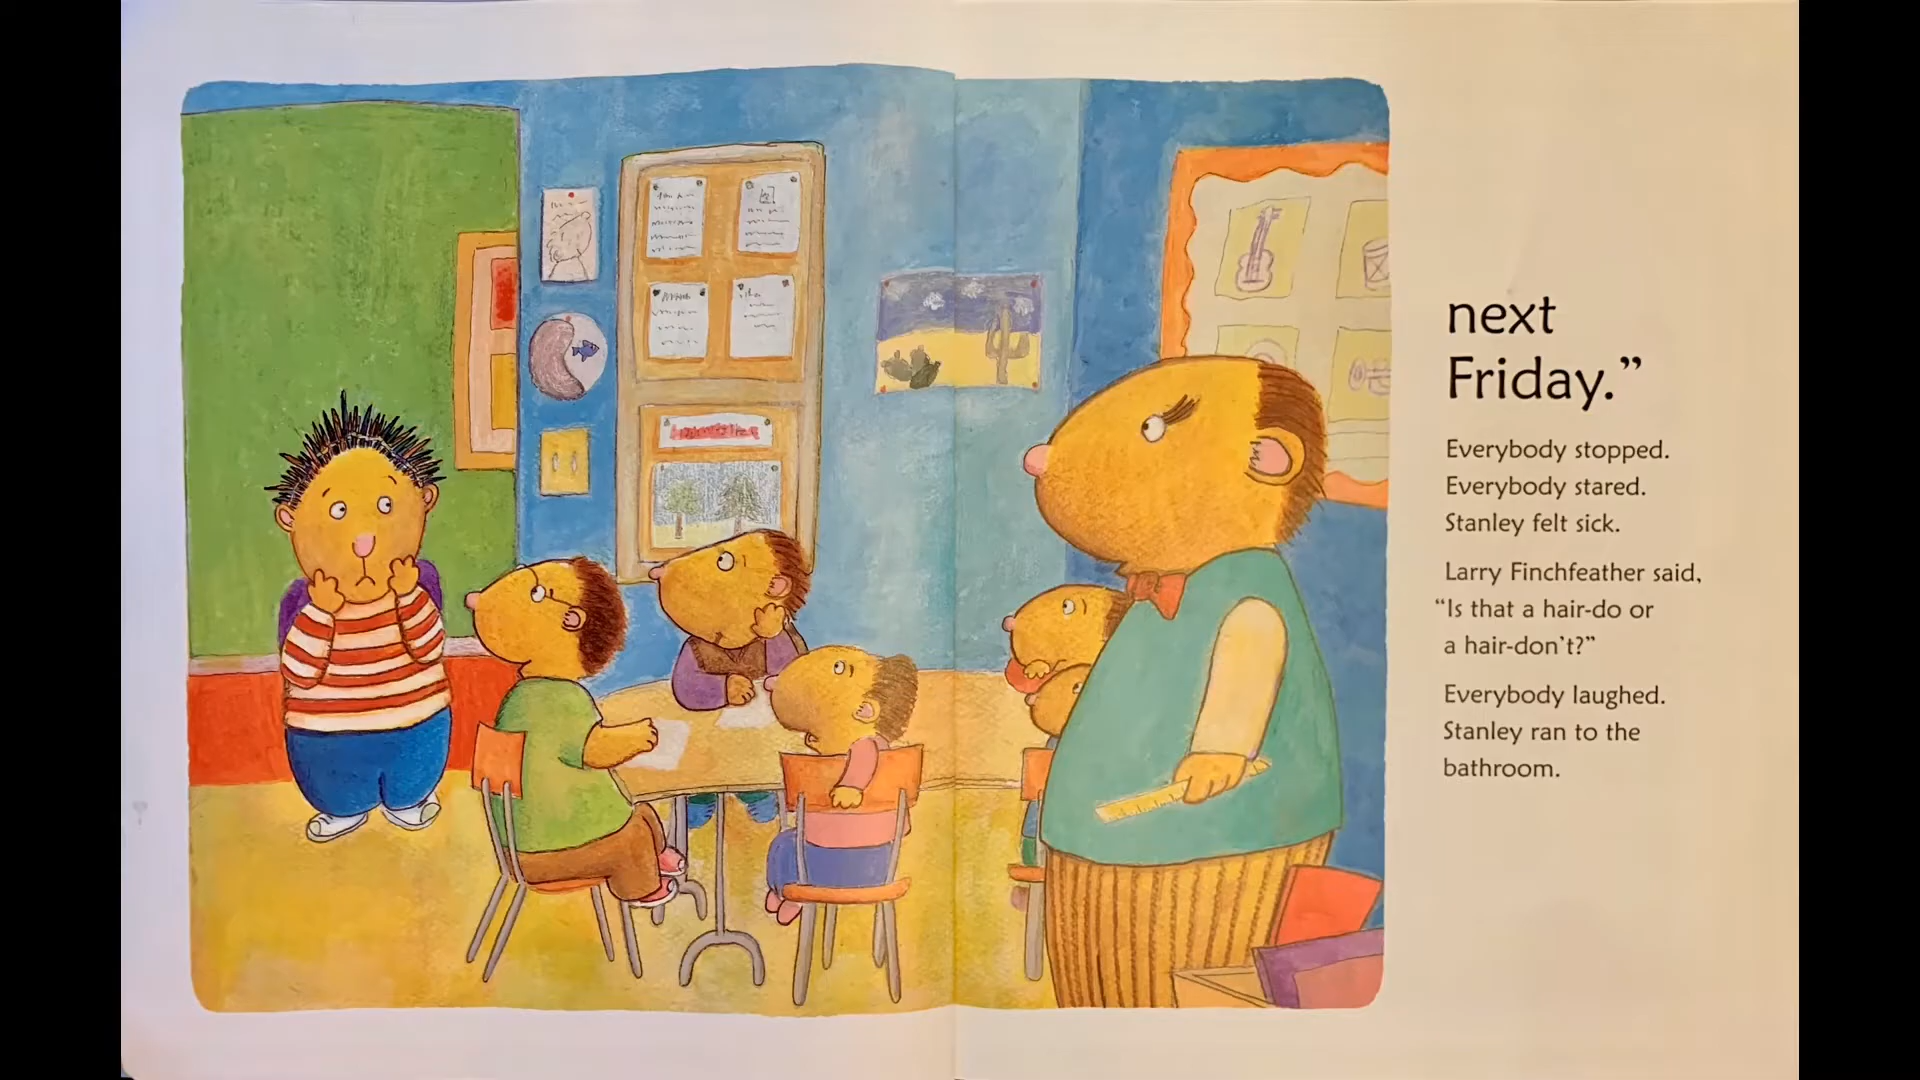 next
Friday.”
Everybody stopped.
Everybody stared.
Stanley felt sick.
Larry Finchfeather said,
“Is that a hair-do or
a hair-don’t?”
Everybody laughed.
Stanley ran to the
bathroom.